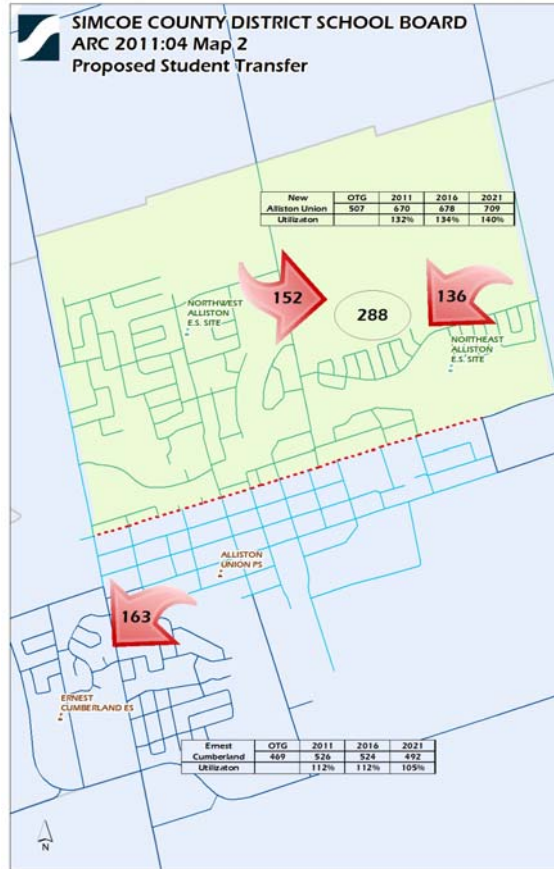 SIMCOE COUNTY DISTRICT SCHOOL BOARD
ARC 2011:04 Map 2
Proposed Student Transfer
New OTG 2011 2016 2021
Alliston Union 507 670 678 709
Utilizaton 132% 134% 140%
152
136
288
NORTHWEST
ALLISTON
E.S. SITE
NORTHEAST
ALLISTON
E.S. SITE
ALLISTON
UNION PS
163
ERNEST
CUMBERLAND ES
Ernest OTG 2011 2016 2021
Cumberland 469 526 524 492
Utilizaton 112% 112% 105%
N